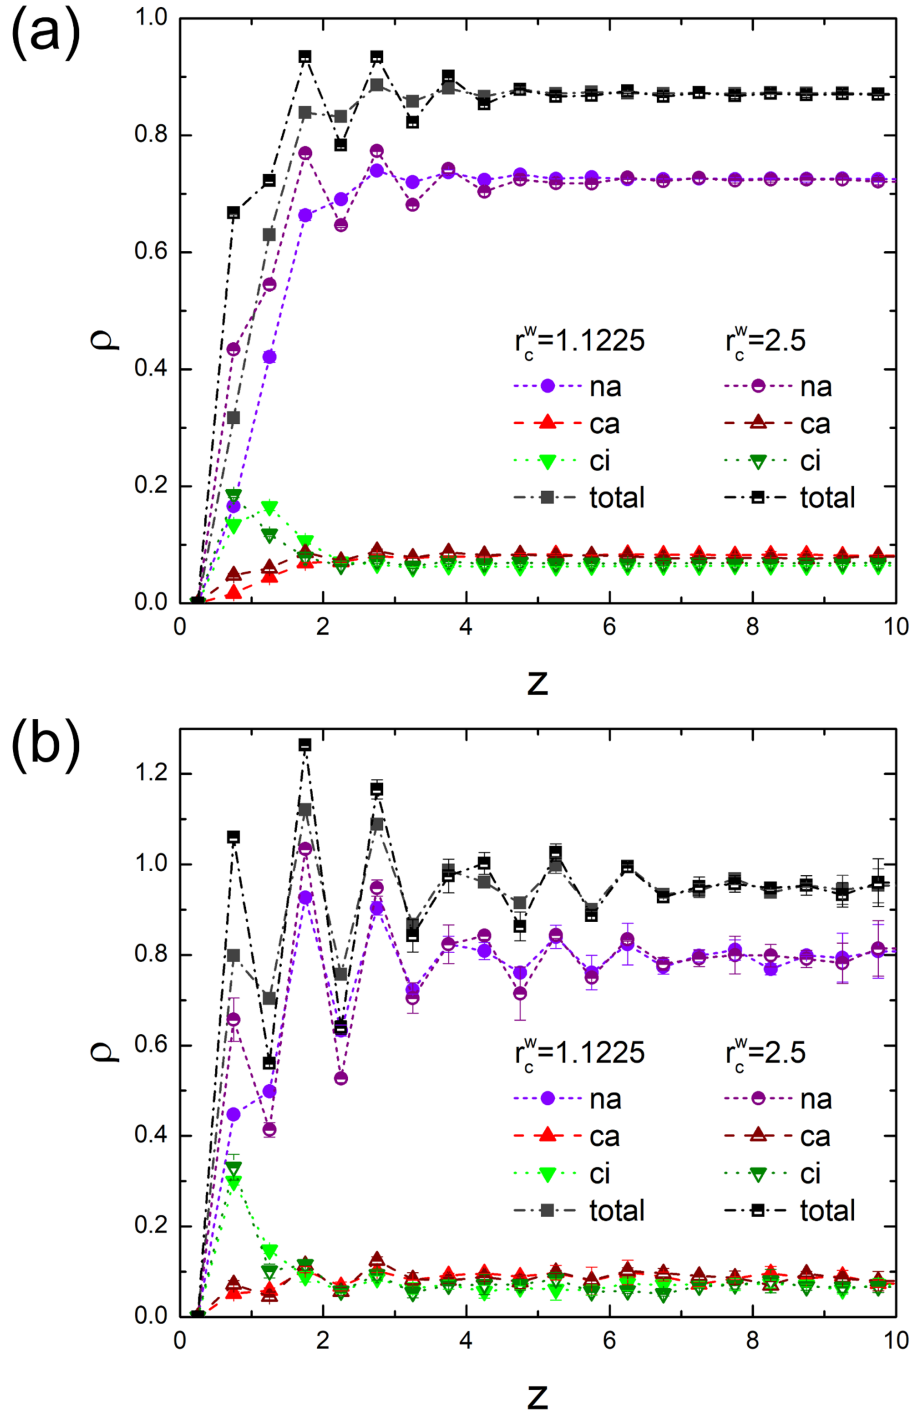 (a)
1.0
0.8
0.6
0.4
0.2
0.0
ρ
r_c^w=1.1225 r_c^w=2.5
na na
ca ca
ci ci
total total
0 2 4 6 8 10
z
(b)
1.2
1.0
0.8
0.6
0.4
0.2
0.0
ρ
r_c^w=1.1225 r_c^w=2.5
na na
ca ca
ci ci
total total
0 2 4 6 8 10
z